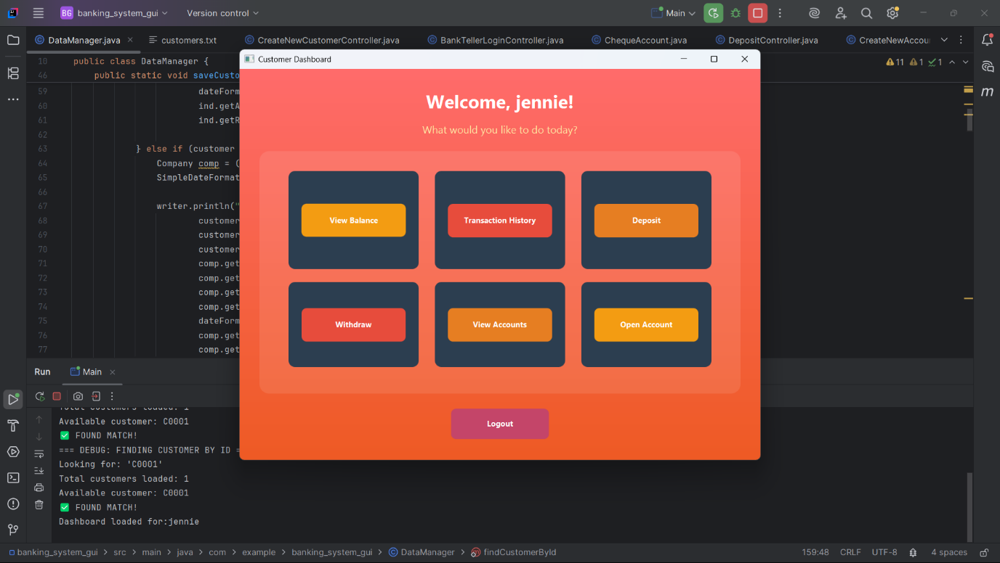 BG banking_system_gui Version control Main
DataManager.java customers.txt CreateNewCustomerController.java BankTellerLoginController.java ChequeAccount.java DepositController.java CreateNewAccou
10 public class DataManager {
46 public static void saveCusto
11 1 1
59 dateForm
60 ind.getA
61 ind.getR
62
63 } else if (customer
64 Company comp = (
65 SimpleDateFormat
66
67 writer.println("
68 customer
69 customer
70 customer
71 comp.get
72 comp.get
73 comp.get
74 comp.get
75 dateForm
76 comp.get
77 comp.get
m
Customer Dashboard
Welcome, jennie!
What would you like to do today?
View Balance Transaction History Deposit
Withdraw View Accounts Open Account
Logout
Run Main
Total customers loaded: 1
Available customer: C0001
✅ FOUND MATCH!
=== DEBUG: FINDING CUSTOMER BY ID =
Looking for: 'C0001'
Total customers loaded: 1
Available customer: C0001
✅ FOUND MATCH!
Dashboard loaded for:jennie
banking_system_gui > src > main > java > com > example > banking_system_gui > DataManager > findCustomerById 159:48 CRLF UTF-8 4 spaces